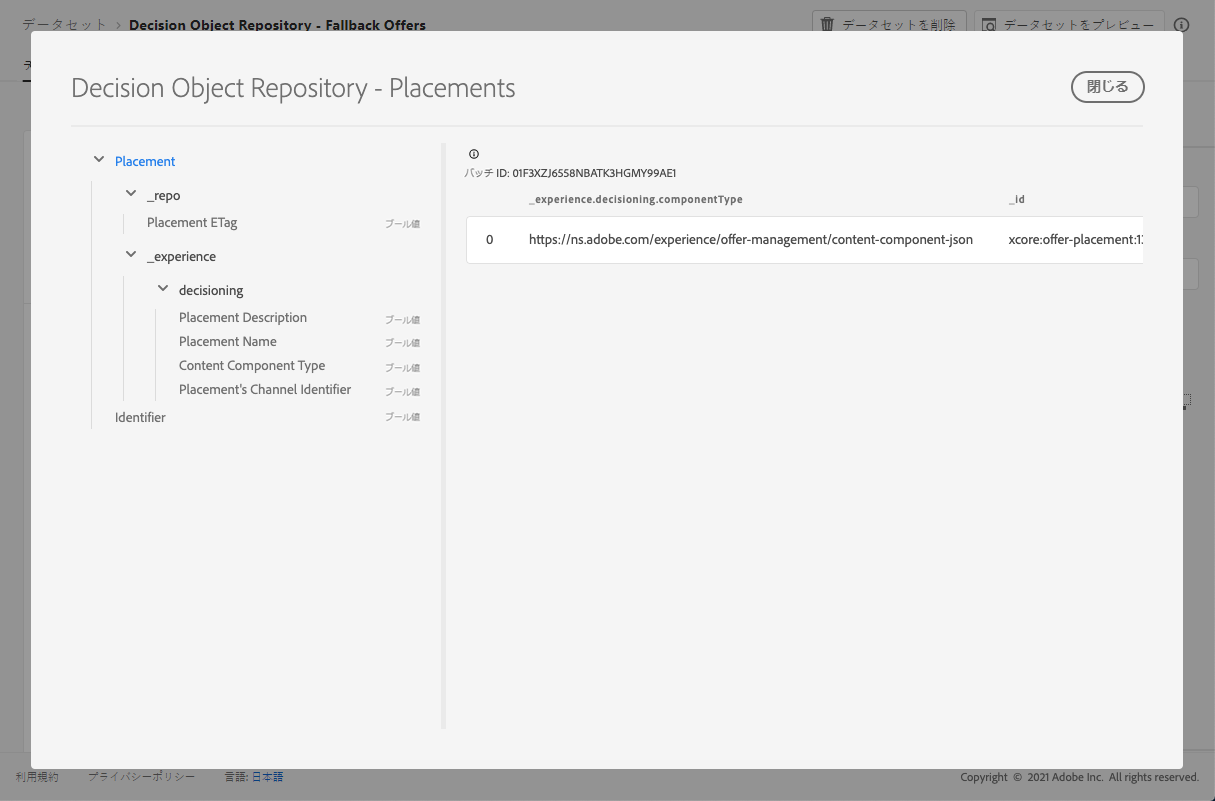 データセット > Decision Object Repository - Fallback Offers
データセットを削除
データセットをプレビュー
Decision Object Repository - Placements
閉じる
Placement
_repo
Placement ETag ブール値
_experience
decisioning
Placement Description ブール値
Placement Name ブール値
Content Component Type ブール値
Placement's Channel Identifier ブール値
Identifier ブール値
バッチ ID: 01F3XZJ6558NBATK3HGMY99AE1
_experience.decisioning.componentType _id
0 https://ns.adobe.com/experience/offer-management/content-component-json xcore:offer-placement:1
利用規約 プライバシーポリシー 言語: 日本語
Copyright © 2021 Adobe Inc. All rights reserved.